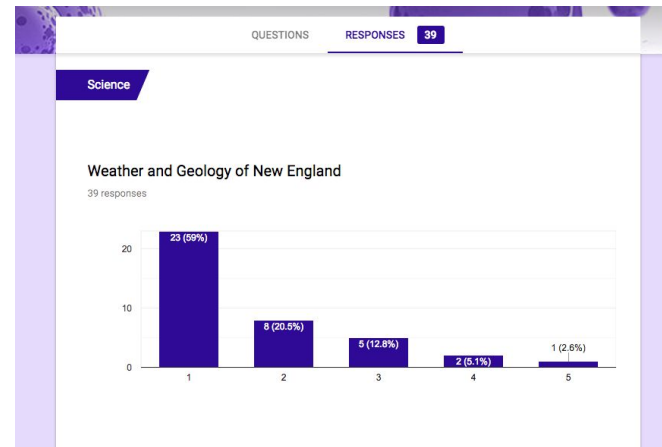 QUESTIONS RESPONSES 39
Science
Weather and Geology of New England
39 responses
20
10
0
23 (59%)
8 (20.5%)
5 (12.8%)
2 (5.1%)
1 (2.6%)
1 2 3 4 5